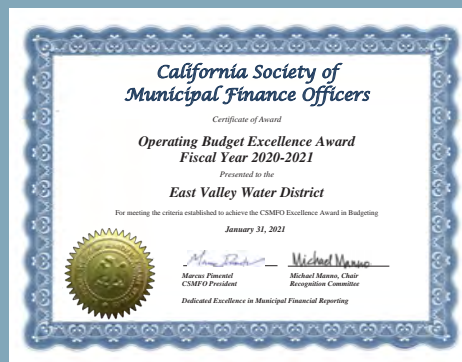 California Society of
Municipal Finance Officers
Certificate of Award
Operating Budget Excellence Award
Fiscal Year 2020-2021
Presented to the
East Valley Water District
For meeting the criteria established to achieve the CSMFO Excellence Award in Budgeting
January 31, 2021
Michael Manno
Marcus Pimentel
CSMFO President
Michael Manno, Chair
Recognition Committee
Dedicated Excellence in Municipal Financial Reporting